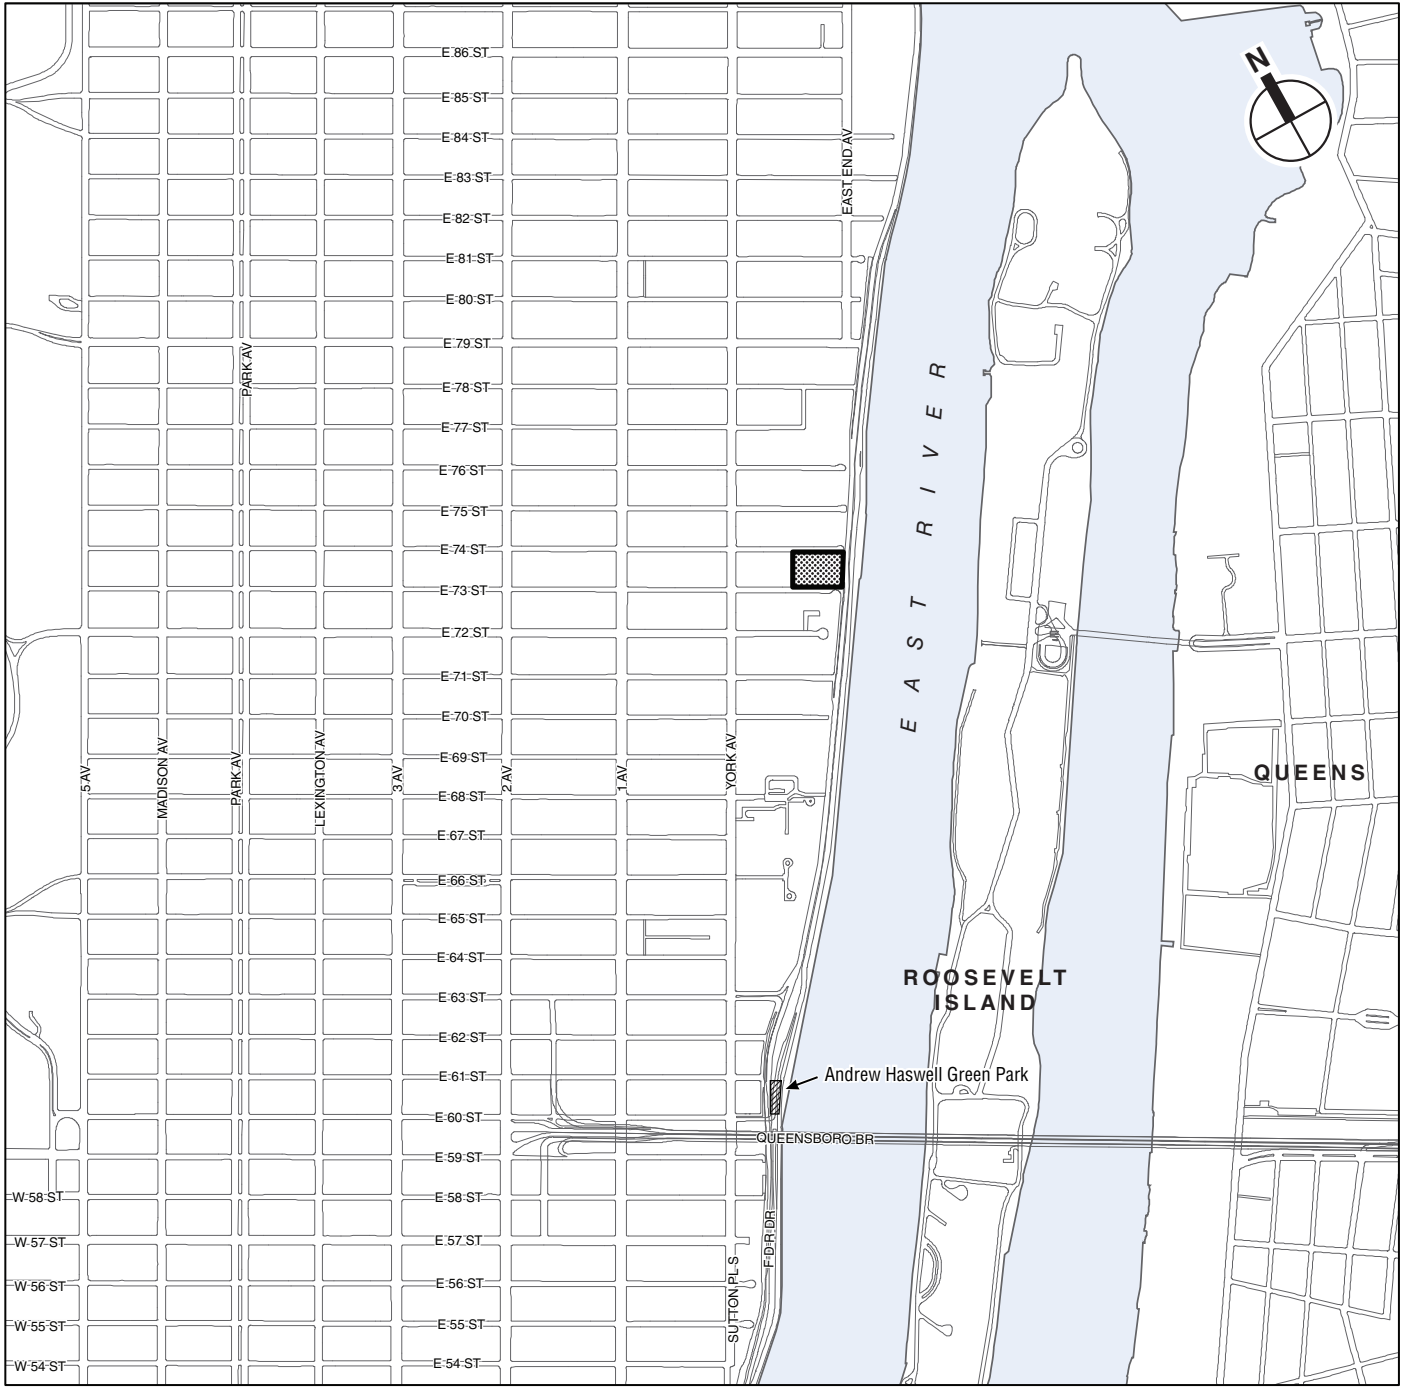 N
E 86 ST
E 85 ST
E 84 ST
EAST END AV
E 83 ST
E 82 ST
E 81 ST
E 80 ST
E 79 ST
PARK AV
E 78 ST
E 77 ST
E 76 ST
E 75 ST
E 74 ST
E 73 ST
E 72 ST
E 71 ST
E 70 ST
EAST RIVER
E 69 ST
5 AV
MADISON AV
PARK AV
LEXINGTON AV
3 AV
2 AV
1 AV
YORK AV
QUEENS
E 68 ST
E 67 ST
E 66 ST
E 65 ST
E 64 ST
ROOSEVELT
ISLAND
E 63 ST
E 62 ST
E 61 ST
Andrew Haswell Green Park
E 60 ST
QUEENSBORO BR
E 59 ST
W 58 ST
E 58 ST
W 57 ST
E 57 ST
F D R DR
SUTTON PL S
W 56 ST
E 56 ST
W 55 ST
E 55 ST
W 54 ST
E 54 ST